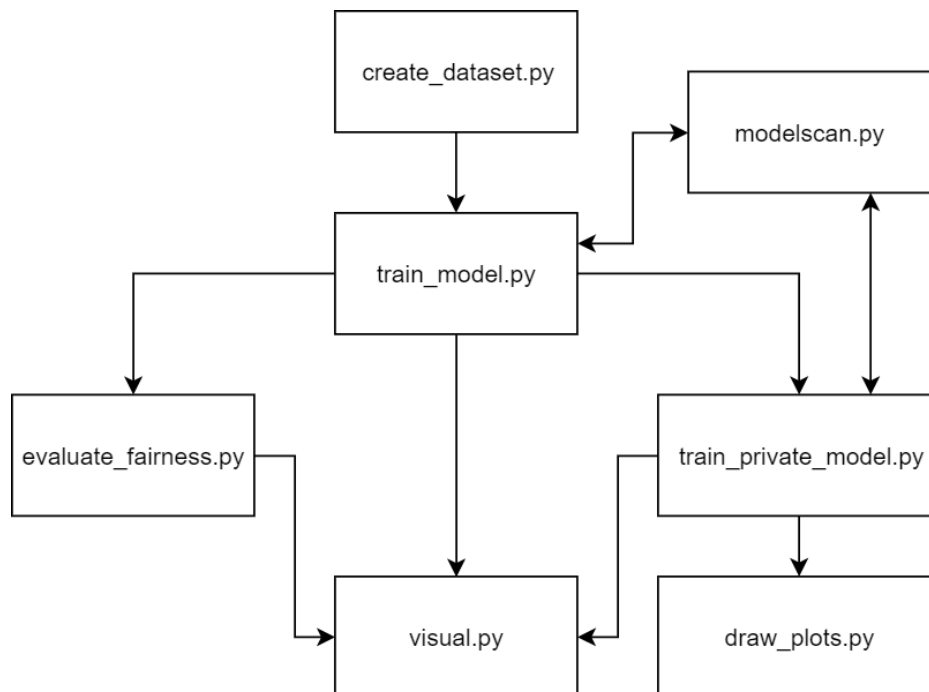 create_dataset.py
modelscan.py
train_model.py
evaluate_fairness.py
train_private_model.py
visual.py
draw_plots.py